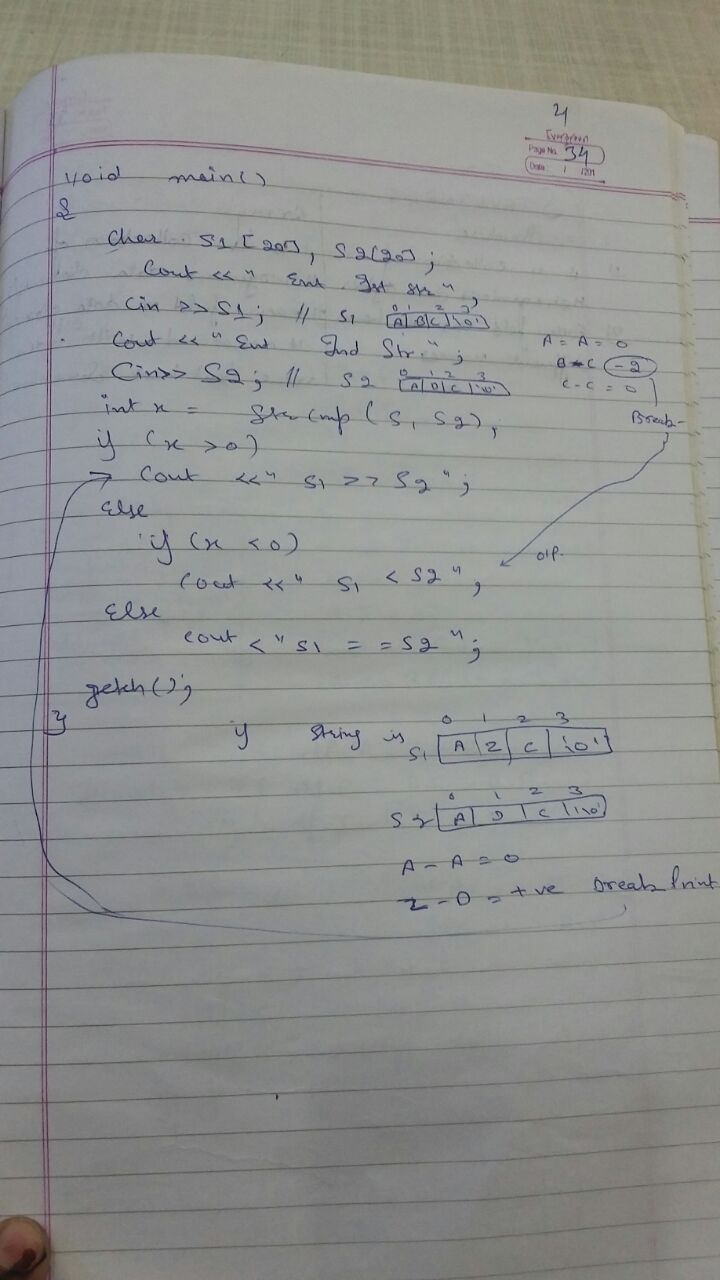 4
Evergreen
Page No. 34
Date: / /201
void main()
{
char S1[20], S2[20];
Cout << " Ent Ist str";
Cin >> S1; // S1
0 1 2 3
A B C '\0'
Cout << " Ent IInd Str.";
Cin >> S2; // S2
0 1 2 3
A D C '\0'
A = A = 0
B - C -2
C - C = 0
Break
int x = Str cmp (S, S2),
if (x > 0)
Cout << " S1 >> S2 ";
Else
if (x < 0)
o/p.
Cout << " S1 < S2 ";
Else
cout < " S1 = = S2 ";
getch();
}
if string is
0 1 2 3
S1 A Z C '\0'
0 1 2 3
S2 A D C '\0'
A - A = 0
Z - D = +ve break Print